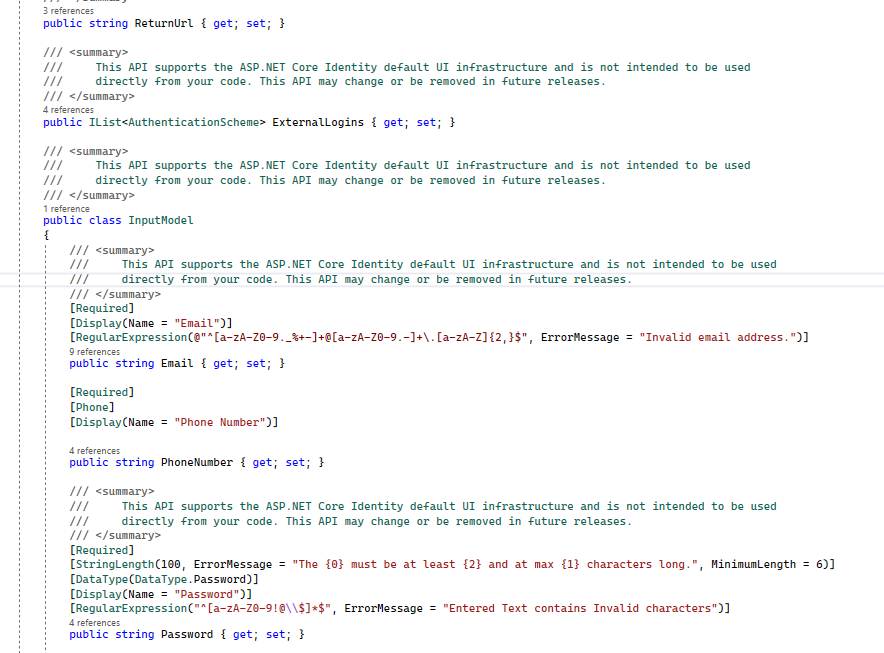 /// </summary>
3 references
public string ReturnUrl { get; set; }
/// <summary>
///     This API supports the ASP.NET Core Identity default UI infrastructure and is not intended to be used
///     directly from your code. This API may change or be removed in future releases.
/// </summary>
4 references
public IList<AuthenticationScheme> ExternalLogins { get; set; }
/// <summary>
///     This API supports the ASP.NET Core Identity default UI infrastructure and is not intended to be used
///     directly from your code. This API may change or be removed in future releases.
/// </summary>
1 reference
public class InputModel
{
/// <summary>
///     This API supports the ASP.NET Core Identity default UI infrastructure and is not intended to be used
///     directly from your code. This API may change or be removed in future releases.
/// </summary>
[Required]
[Display(Name = "Email")]
[RegularExpression(@"^[a-zA-Z0-9._%+-]+@[a-zA-Z0-9.-]+\.[a-zA-Z]{2,}$", ErrorMessage = "Invalid email address.")]
9 references
public string Email { get; set; }
[Required]
[Phone]
[Display(Name = "Phone Number")]
4 references
public string PhoneNumber { get; set; }
/// <summary>
///     This API supports the ASP.NET Core Identity default UI infrastructure and is not intended to be used
///     directly from your code. This API may change or be removed in future releases.
/// </summary>
[Required]
[StringLength(100, ErrorMessage = "The {0} must be at least {2} and at max {1} characters long.", MinimumLength = 6)]
[DataType(DataType.Password)]
[Display(Name = "Password")]
[RegularExpression("^[a-zA-Z0-9!@\\$]*$", ErrorMessage = "Entered Text contains Invalid characters")]
4 references
public string Password { get; set; }